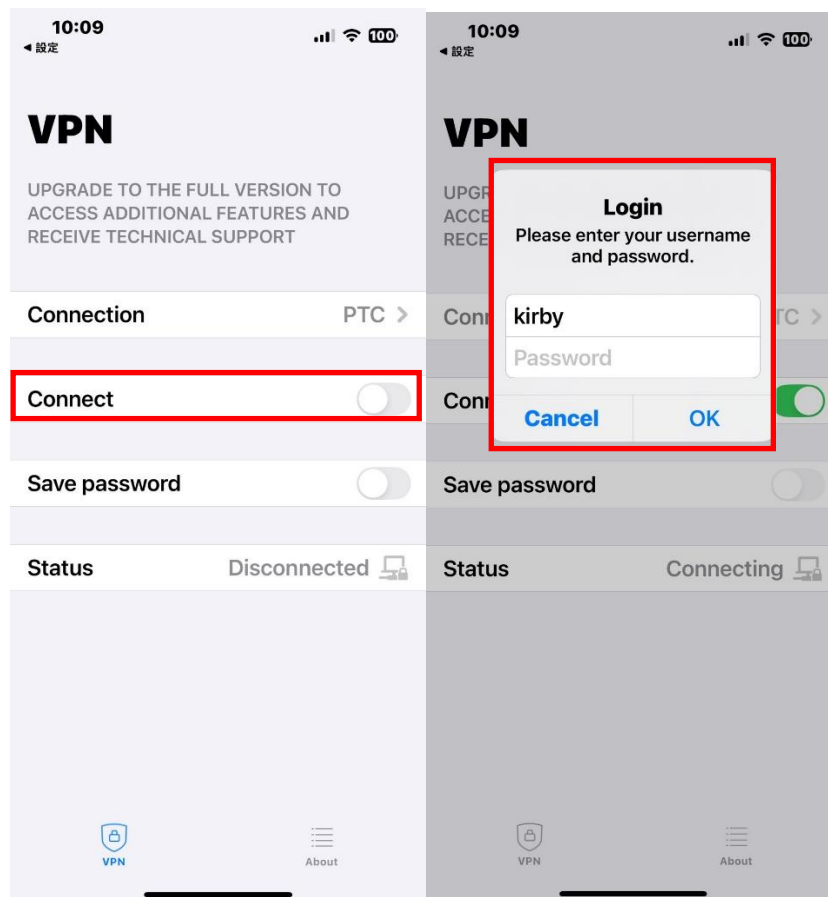 10:09
◀ 設定
100
VPN
UPGRADE TO THE FULL VERSION TO
ACCESS ADDITIONAL FEATURES AND
RECEIVE TECHNICAL SUPPORT
Connection PTC >
Connect
Save password
Status Disconnected
VPN About
10:09
◀ 設定
100
VPN
UPGR
ACCE
RECE
Login
Please enter your username
and password.
Conn TC >
kirby
Password
Conn
Cancel OK
Save password
Status Connecting
VPN About